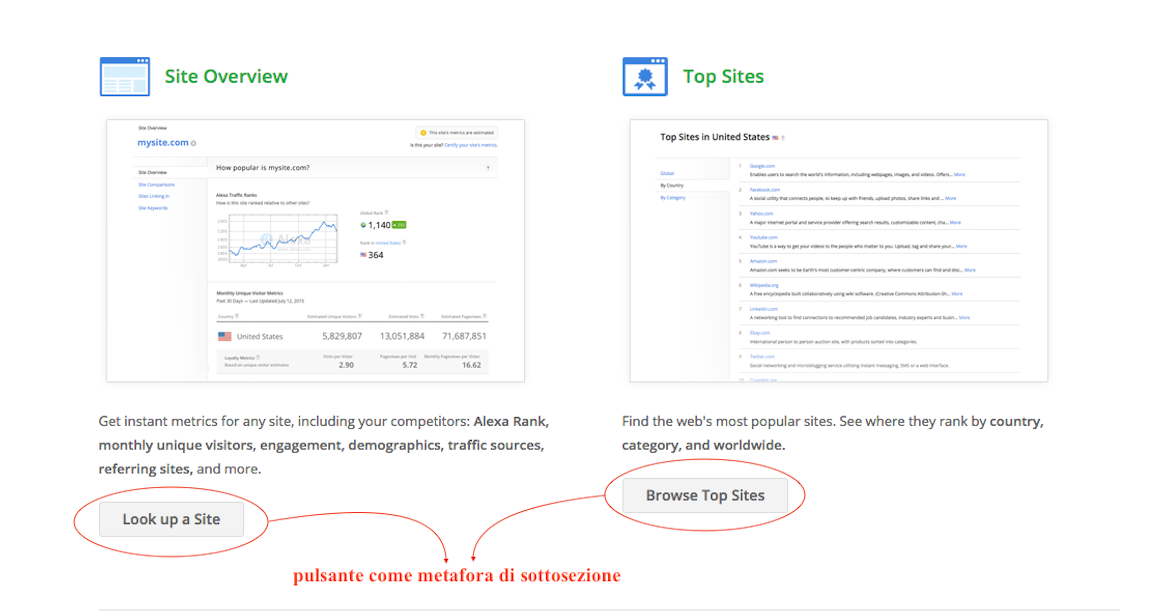 Site Overview
Top Sites
Site Overview
mysite.com
This site's metrics are estimated
Is this your site? Certify your site's metrics.
Site Overview
Site Comparisons
Sites Linking In
Site Keywords
How popular is mysite.com?
Alexa Traffic Ranks
How is this site ranked relative to other sites?
Alexa
Global Rank
1,140
Rank in United States
364
Monthly Unique Visitor Metrics
Past 30 Days — Last Updated July 12, 2015
Country Estimated Unique Visitors Estimated Visits Estimated Pageviews
United States 5,829,807 13,051,884 71,687,851
Loyalty Metrics Visits per Visitor Pageviews per Visit Monthly Pageviews per Visitor
Based on unique visitor estimates 2.90 5.72 16.62
Top Sites in United States
Global
By Country
By Category
1 Google.com
Enables users to search the world's information, including webpages, images, and videos. Offers... More
2 Facebook.com
A social utility that connects people, to keep up with friends, upload photos, share links and ... More
3 Yahoo.com
A major internet portal and service provider offering search results, customizable content, cha... More
4 Youtube.com
YouTube is a way to get your videos to the people who matter to you. Upload, tag and share your... More
5 Amazon.com
Amazon.com seeks to be Earth's most customer-centric company, where customers can find and disc... More
6 Wikipedia.org
A free encyclopedia built collaboratively using wiki software. (Creative Commons Attribution-Sh... More
7 Linkedin.com
A networking tool to find connections to recommended job candidates, industry experts and busin... More
8 Ebay.com
International person to person auction site, with products sorted into categories.
9 Twitter.com
Social networking and microblogging service utilising instant messaging, SMS or a web interface.
10
Get instant metrics for any site, including your competitors: Alexa Rank,
monthly unique visitors, engagement, demographics, traffic sources,
referring sites, and more.
Look up a Site
Find the web's most popular sites. See where they rank by country,
category, and worldwide.
Browse Top Sites
pulsante come metafora di sottosezione